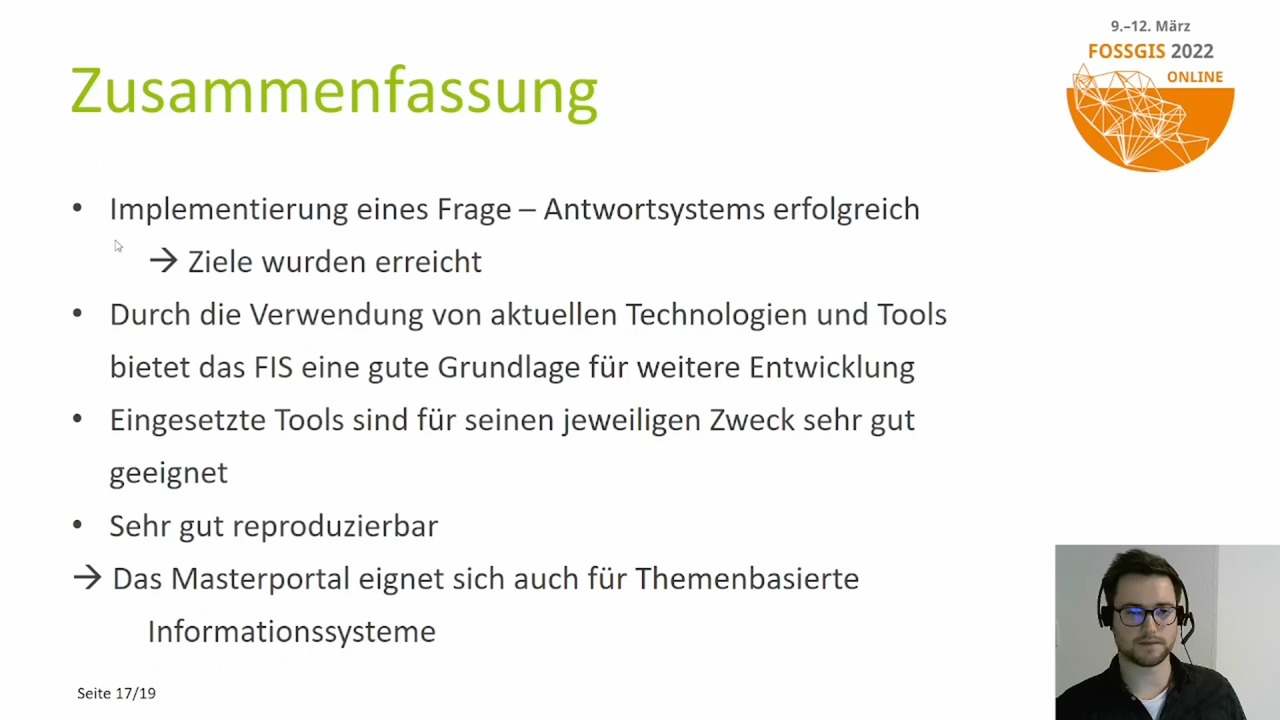 9.–12. März
FOSSGIS 2022
ONLINE
Zusammenfassung
• Implementierung eines Frage – Antwortsystems erfolgreich
→ Ziele wurden erreicht
• Durch die Verwendung von aktuellen Technologien und Tools
bietet das FIS eine gute Grundlage für weitere Entwicklung
• Eingesetzte Tools sind für seinen jeweiligen Zweck sehr gut
geeignet
• Sehr gut reproduzierbar
→ Das Masterportal eignet sich auch für Themenbasierte
Informationssysteme
Seite 17/19